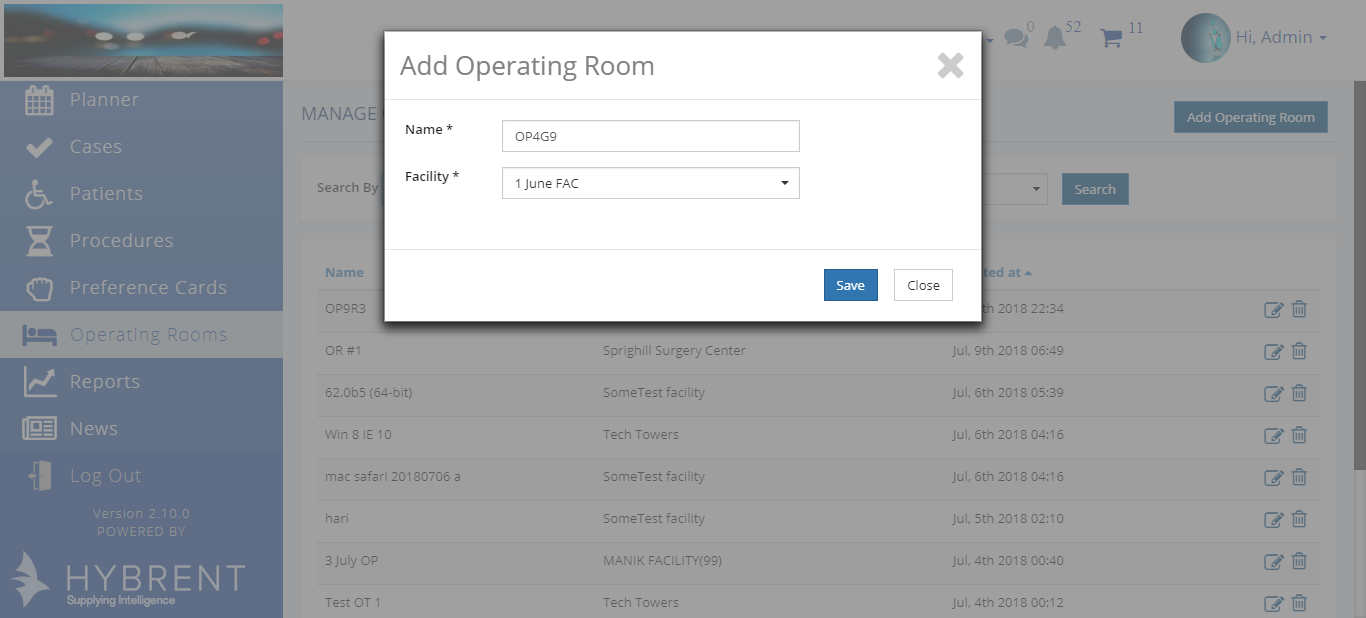 0
52
11
Hi, Admin
Planner
Cases
Patients
Procedures
Preference Cards
Operating Rooms
Reports
News
Log Out
Version 2.10.0
POWERED BY
HYBRENT
Supplying Intelligence
Add Operating Room
Name *
OP4G9
Facility *
1 June FAC
Save
Close
MANAGE
Add Operating Room
Search By
Search
Name
ted at
OP9R3
th 2018 22:34
OR #1 Sprighill Surgery Center Jul, 9th 2018 06:49
62.0b5 (64-bit) SomeTest facility Jul, 6th 2018 05:39
Win 8 IE 10 Tech Towers Jul, 6th 2018 04:16
mac safari 20180706 a SomeTest facility Jul, 6th 2018 04:16
hari SomeTest facility Jul, 5th 2018 02:10
3 July OP MANIK FACILITY(99) Jul, 4th 2018 00:40
Test OT 1 Tech Towers Jul, 4th 2018 00:12